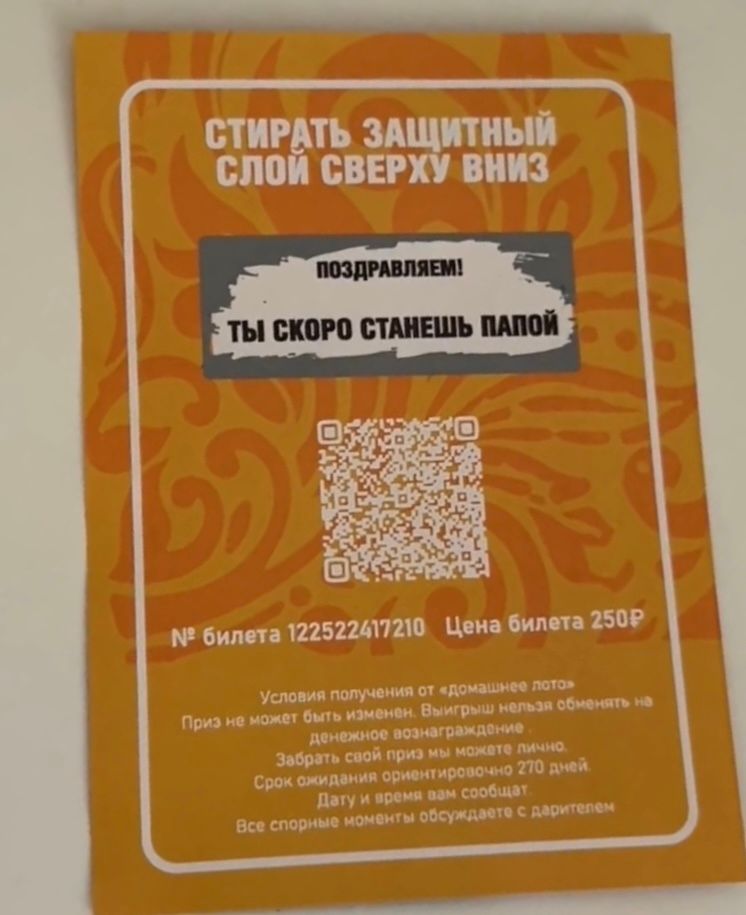 СТИРАТЬ ЗАЩИТНЫЙ
СЛОЙ СВЕРХУ ВНИЗ
ПОЗДРАВЛЯЕМ!
ТЫ СКОРО СТАНЕШЬ ПАПОЙ
№ билета 122522417210 Цена билета 250₽
Условия получения от «домашнее лото»
Приз не может быть изменен. Выигрыш нельзя обменять на
денежное вознаграждение .
Забрать свой приз мы можете лично.
Срок ожидания ориентировочно 270 дней.
Дату и время вам сообщат.
Все спорные моменты обсуждаете с дарителем